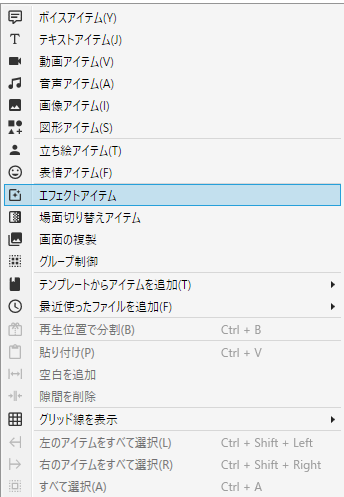 ボイスアイテム(Y)
テキストアイテム(J)
動画アイテム(V)
音声アイテム(A)
画像アイテム(I)
図形アイテム(S)
立ち絵アイテム(T)
表情アイテム(F)
エフェクトアイテム
場面切り替えアイテム
画面の複製
グループ制御
テンプレートからアイテムを追加(T)
最近使ったファイルを追加(F)
再生位置で分割(B) Ctrl + B
貼り付け(P) Ctrl + V
空白を追加
隙間を削除
グリッド線を表示
左のアイテムをすべて選択(L) Ctrl + Shift + Left
右のアイテムをすべて選択(R) Ctrl + Shift + Right
すべて選択(A) Ctrl + A